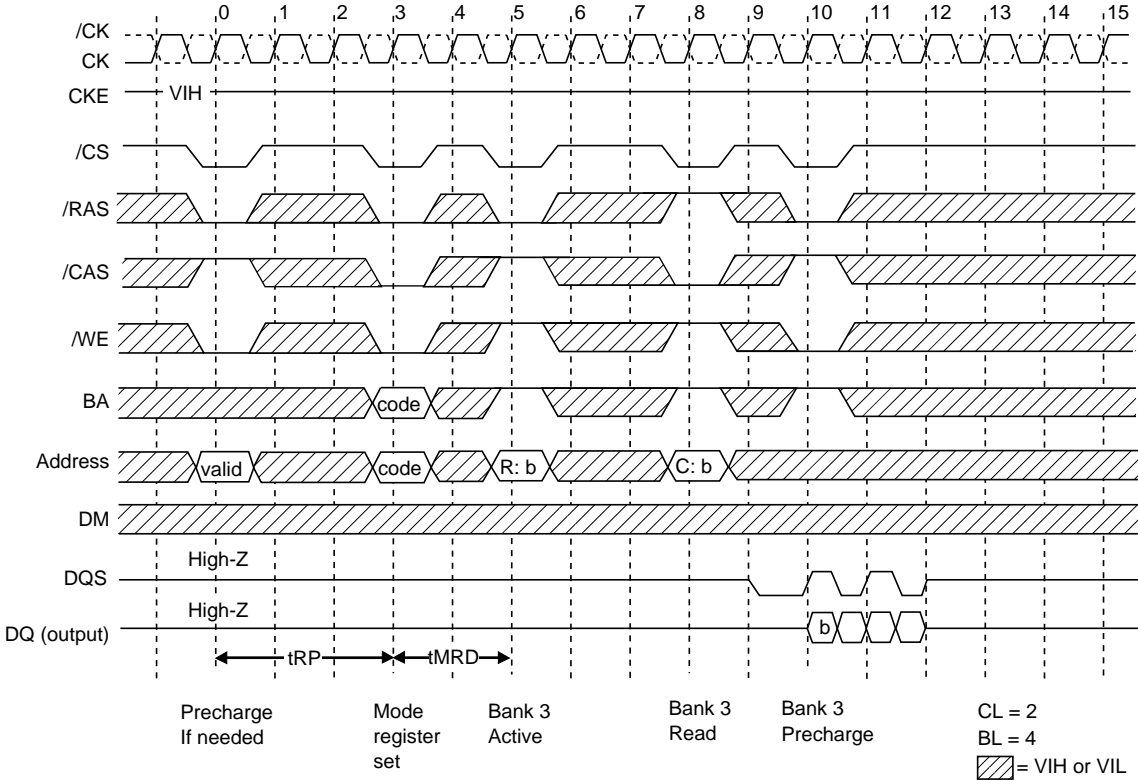 0 1 2 3 4 5 6 7 8 9 10 11 12 13 14 15
/CK
CK
CKE
VIH
/CS
/RAS
/CAS
/WE
BA
code
Address
valid code R: b C: b
DM
High-Z
DQS
High-Z
DQ (output)
b
tRP tMRD
Precharge
If needed
Mode
register
set
Bank 3
Active
Bank 3
Read
Bank 3
Precharge
CL = 2
BL = 4
= VIH or VIL